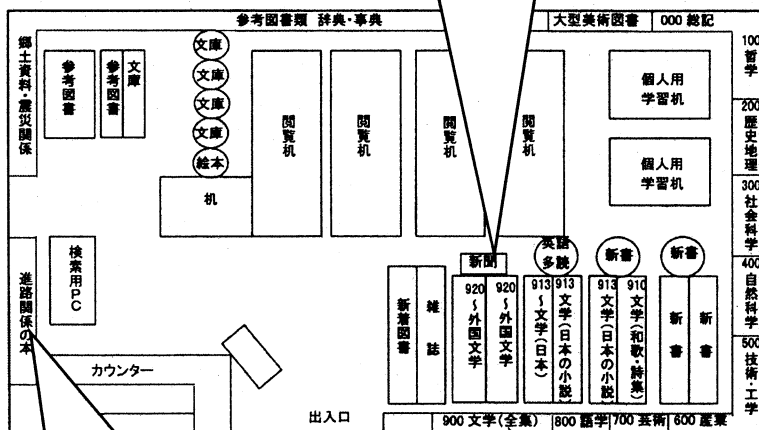 参考図書類 辞典・事典
大型美術図書
000 総記
郷土資料・震災関係
参考図書
参考図書
文庫
文庫
文庫
文庫
文庫
絵本
机
閲覧机
閲覧机
閲覧机
閲覧机
個人用
学習机
個人用
学習机
100 哲学
200 歴史地理
300 社会科学
400 自然科学
500 技術・工学
検索用PC
進路関係の本
新聞
英語
多読
新書
新書
新着図書
雑誌
920~外国文学
920~外国文学
913~文学(日本)
913 文学(日本の小説)
913 文学(日本の小説)
910 文学(和歌・詩集)
新書
新書
カウンター
出入口
900 文学(全集)
800 語学
700 芸術
600 産業